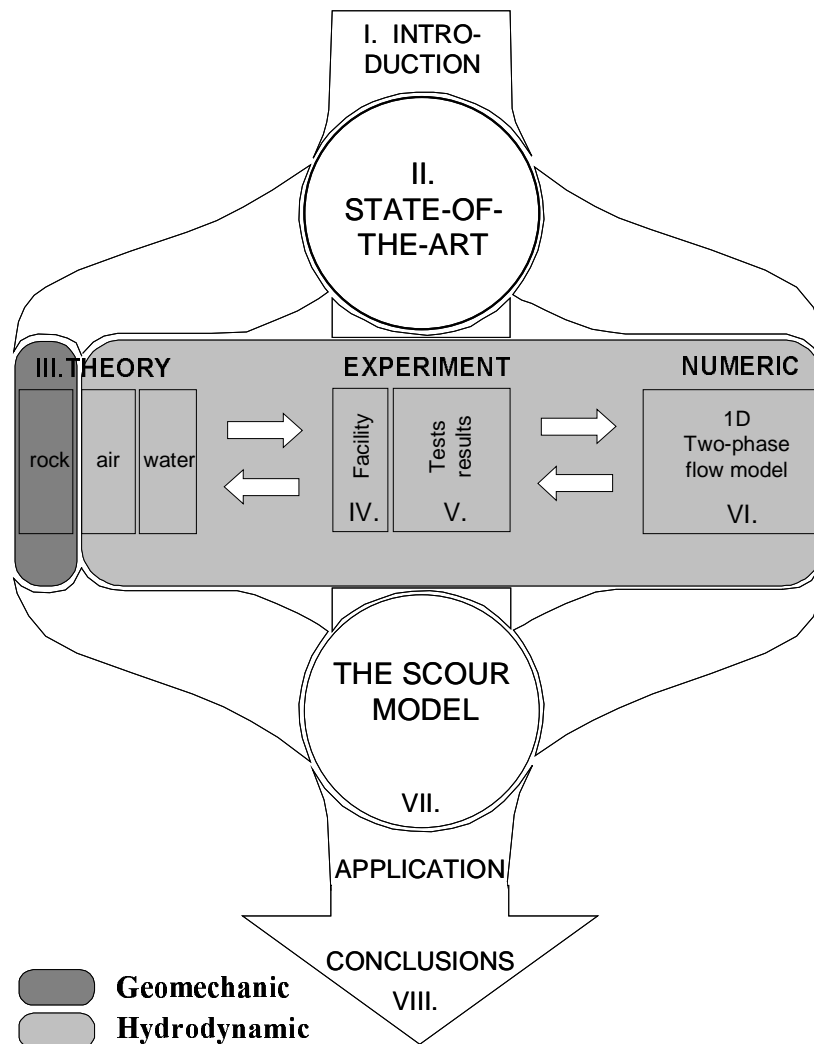 I. INTRO-
DUCTION
II.
STATE-OF-
THE-ART
III.THEORY
EXPERIMENT
NUMERIC
rock
air
water
Facility
IV.
Tests
results
V.
1D
Two-phase
flow model
VI.
THE SCOUR
MODEL
VII.
APPLICATION
CONCLUSIONS
VIII.
Geomechanic
Hydrodynamic